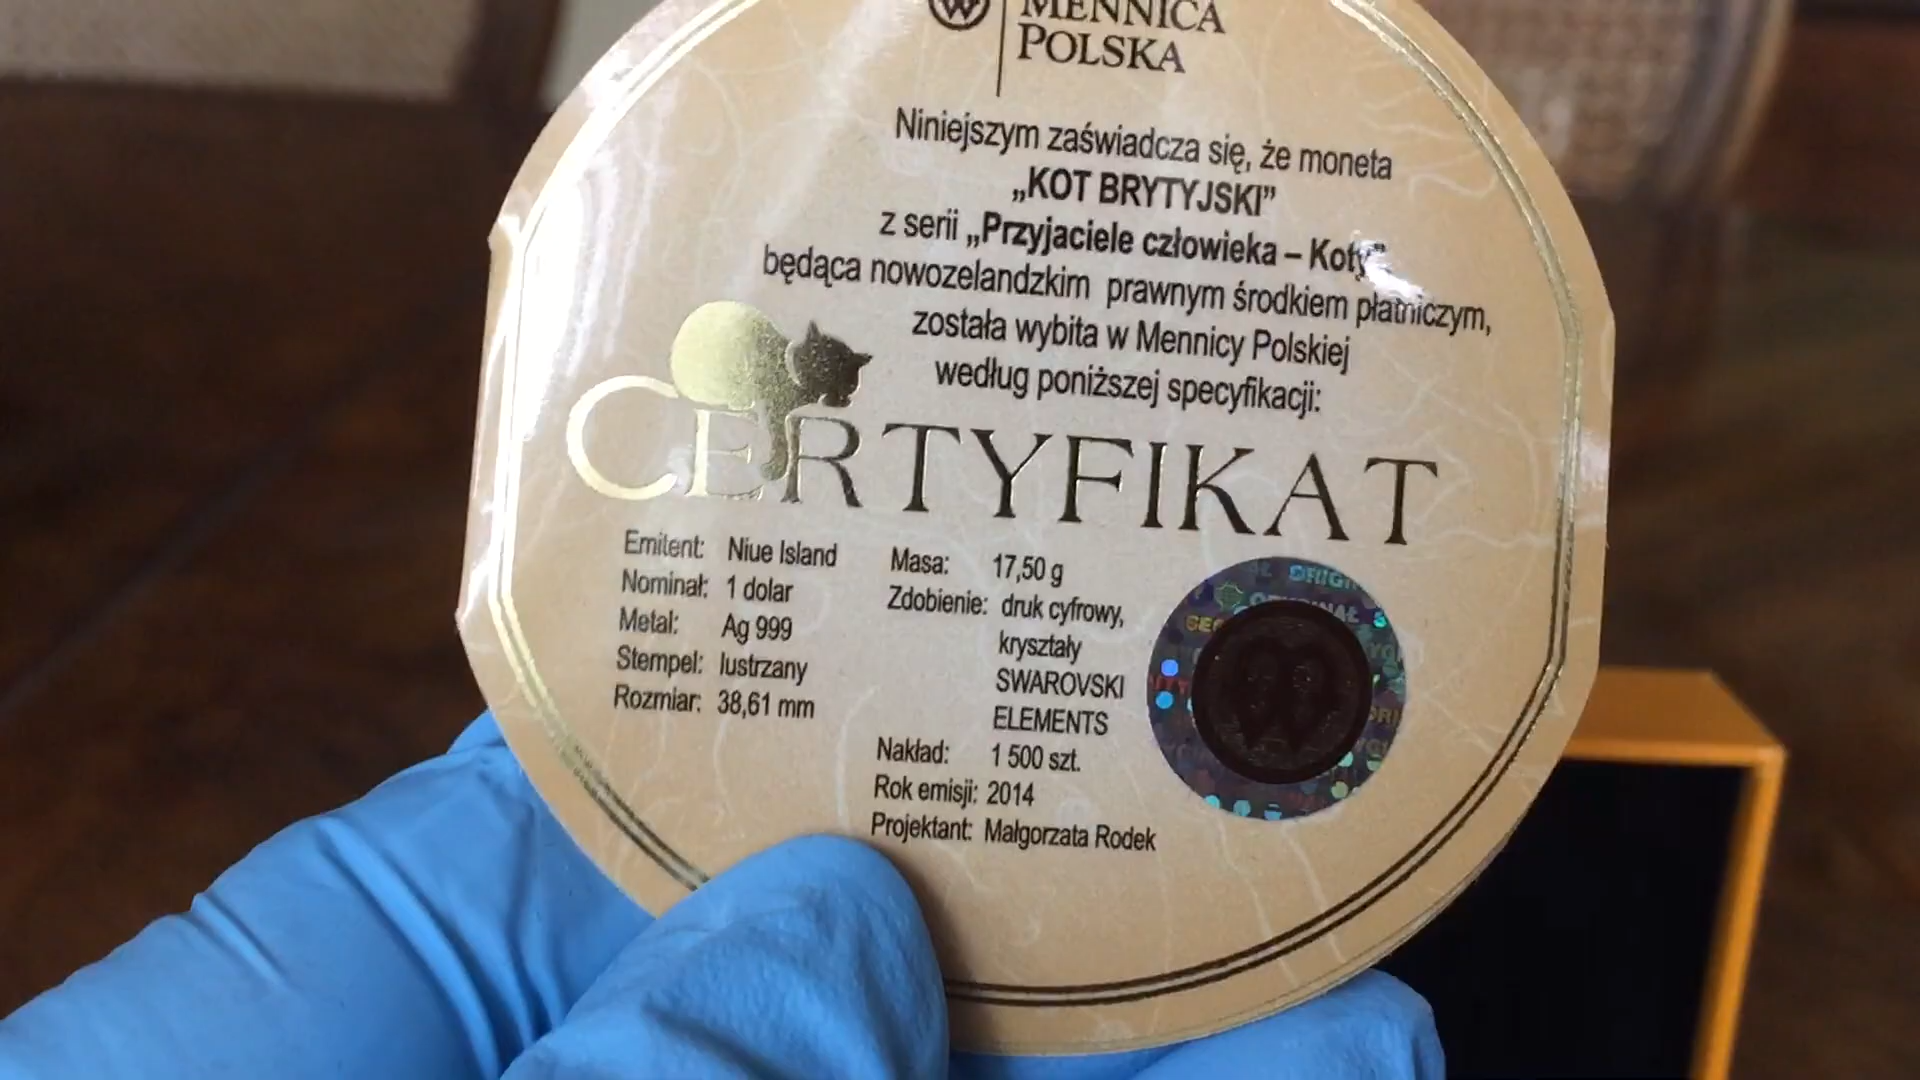 MENNICA
POLSKA
Niniejszym zaświadcza się, że moneta
„KOT BRYTYJSKI”
z serii „Przyjaciele człowieka – Koty”
będąca nowozelandzkim prawnym środkiem płatniczym,
została wybita w Mennicy Polskiej
według poniższej specyfikacji:
CERTYFIKAT
Emitent: Niue Island
Nominał: 1 dolar
Metal: Ag 999
Stempel: lustrzany
Rozmiar: 38,61 mm
Masa: 17,50 g
Zdobienie: druk cyfrowy,
kryształy
SWAROVSKI
ELEMENTS
Nakład: 1 500 szt.
Rok emisji: 2014
Projektant: Małgorzata Rodek